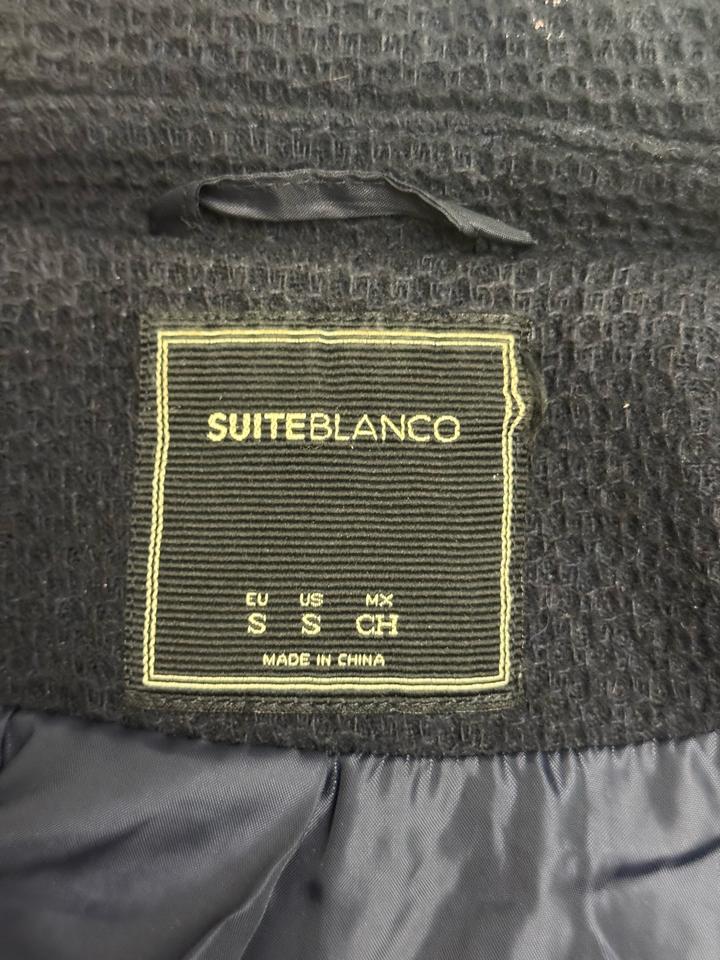 SUITEBLANCO
EU US MX
S S CH
MADE IN CHINA